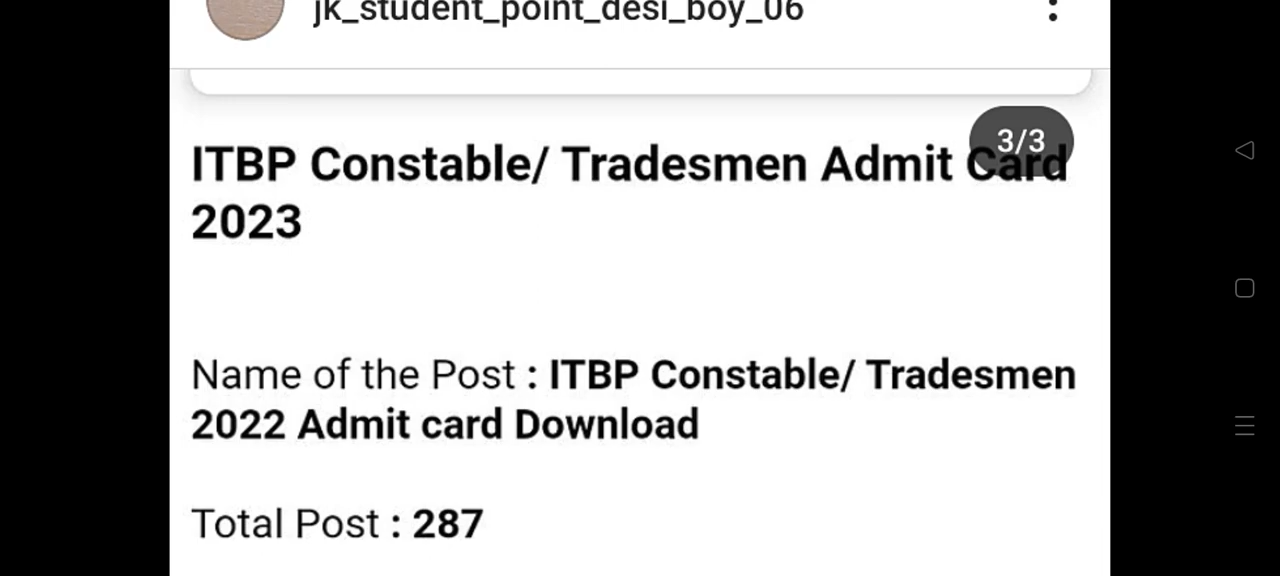 jk_student_point_desi_boy_06
3/3
ITBP Constable/ Tradesmen Admit Card
2023
Name of the Post : ITBP Constable/ Tradesmen
2022 Admit card Download
Total Post : 287